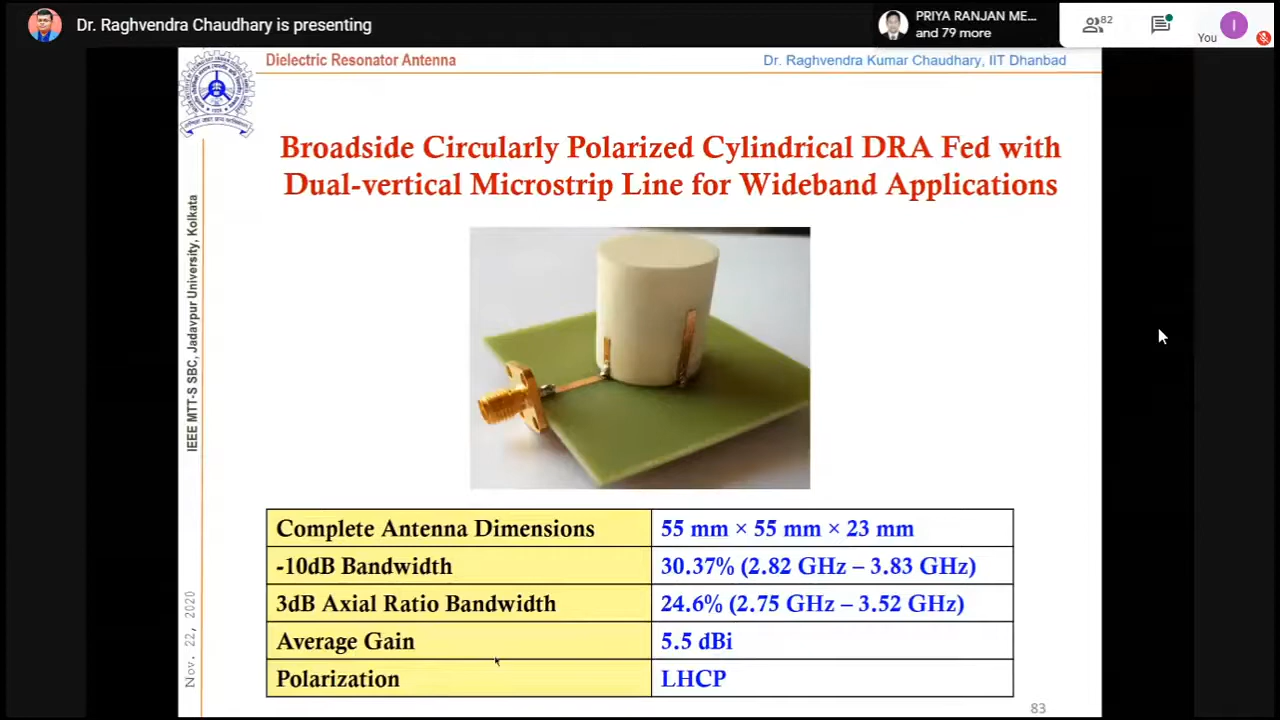 Dr. Raghvendra Chaudhary is presenting
PRIYA RANJAN ME...
and 79 more
82
You
I
Dielectric Resonator Antenna
Dr. Raghvendra Kumar Chaudhary, IIT Dhanbad
Broadside Circularly Polarized Cylindrical DRA Fed with
Dual-vertical Microstrip Line for Wideband Applications
IEEE MTT-S SBC, Jadavpur University, Kolkata
Nov. 22, 2020
Complete Antenna Dimensions 55 mm × 55 mm × 23 mm
-10dB Bandwidth 30.37% (2.82 GHz – 3.83 GHz)
3dB Axial Ratio Bandwidth 24.6% (2.75 GHz – 3.52 GHz)
Average Gain 5.5 dBi
Polarization LHCP
83